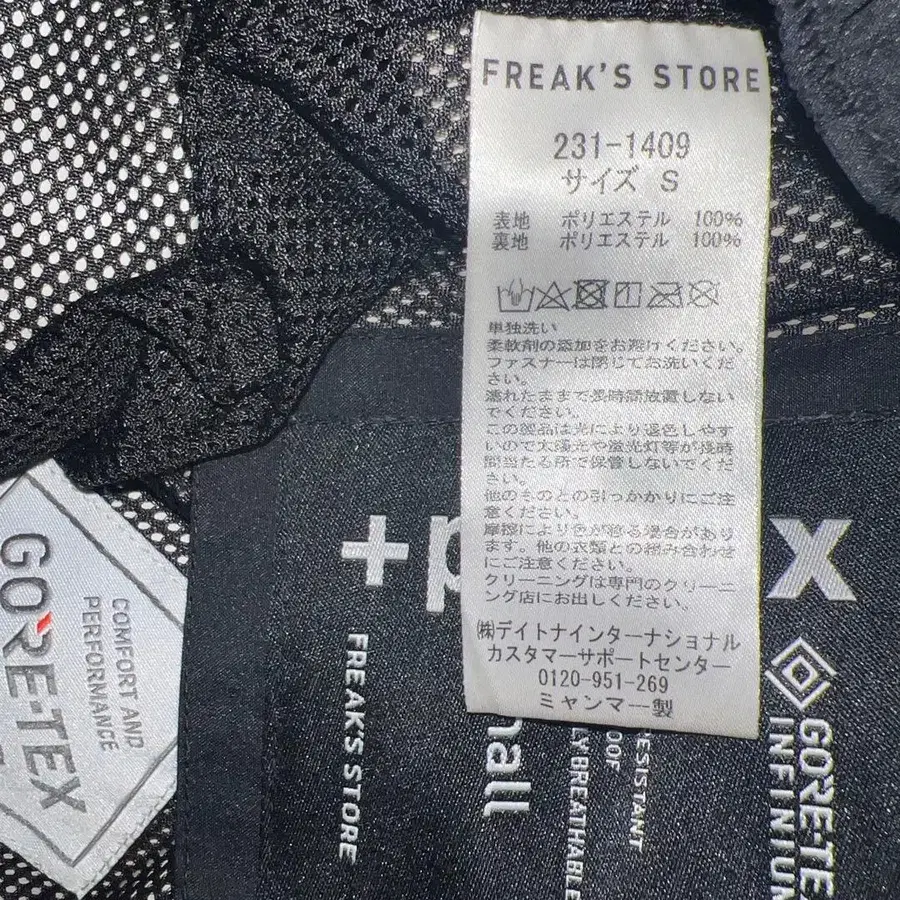 FREAK'S STORE
231-1409
サイズ S
表地 ポリエステル 100%
裏地 ポリエステル 100%
単独洗い
柔軟剤の添加をお避けください。
ファスナーは閉じてお洗いくだ
さい。
濡れたままで長時間放置しない
でください。
この製品は光により退色しやす
いので太陽光や蛍光灯等が長時
間当たる所で保管しないでくだ
さい。
他のものとの引っかかりにご注
意ください。
摩擦により色が移る場合があり
ます。他の衣類との組み合わせ
にご注意ください。
クリーニングは専門のクリーニ
ング店にお出しください。
㈱デイトナインターナショナル
カスタマーサポートセンター
0120-951-269
ミャンマー製
GORE-TEX
COMFORT AND
PERFORMANCE
+
x
FREAK'S STORE
GORE-TEX
INFINIUM